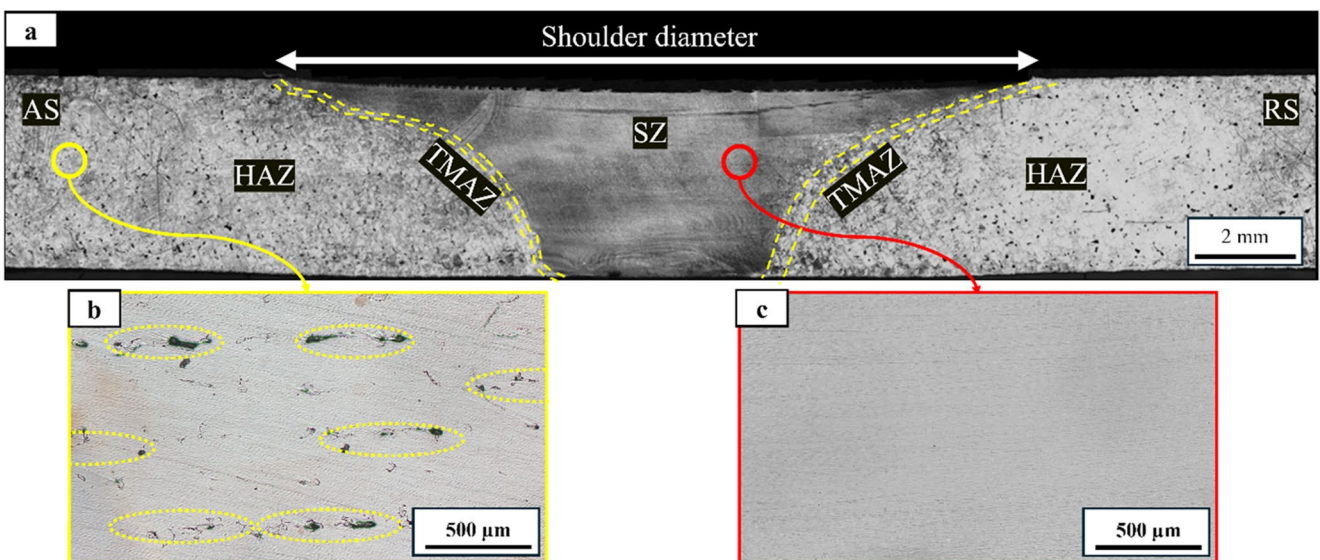 a
Shoulder diameter
AS
RS
SZ
HAZ
TMAZ
TMAZ
HAZ
2 mm
b
c
500 µm
500 µm